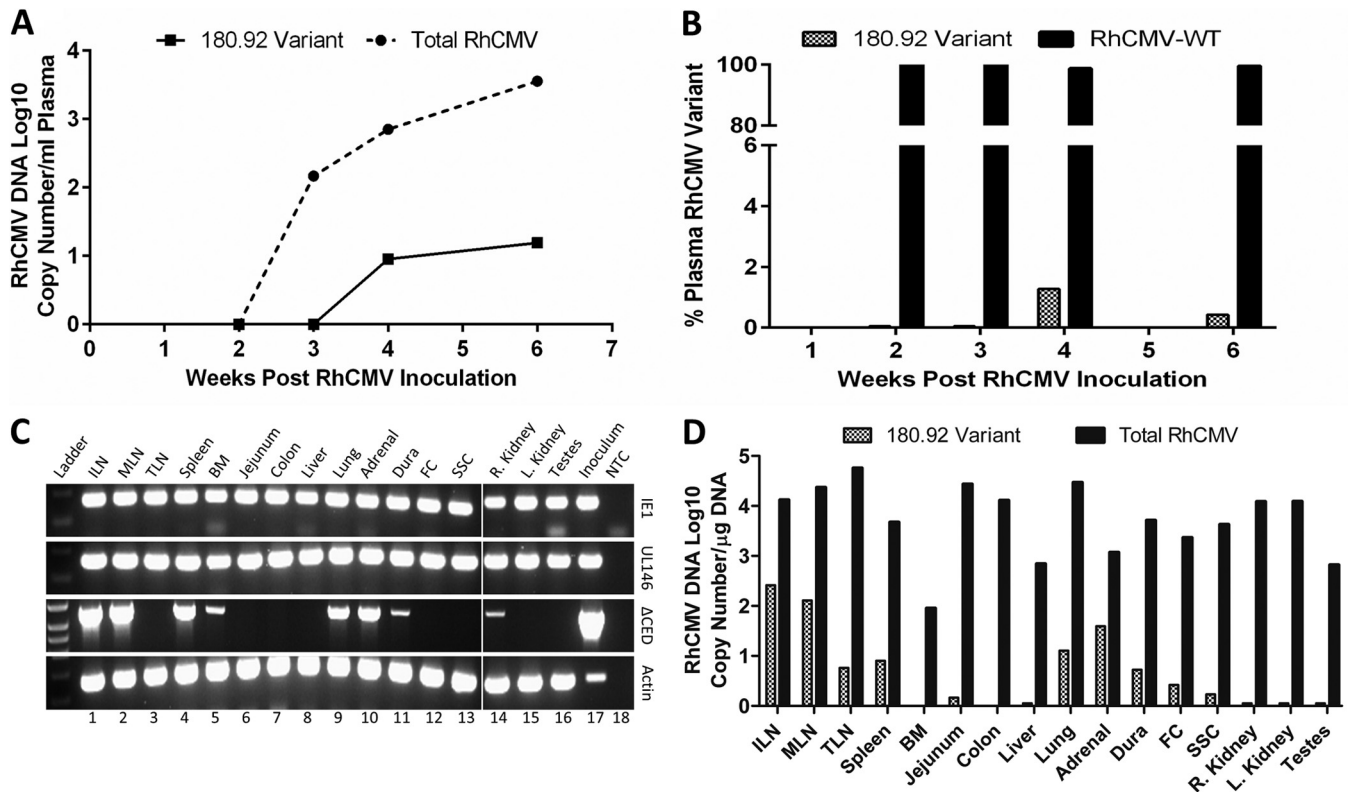 A
180.92 Variant
Total RhCMV
RhCMV DNA Log10
Copy Number/ml Plasma
4
3
2
1
0
0 1 2 3 4 5 6 7
Weeks Post RhCMV Inoculation
B
180.92 Variant
RhCMV-WT
% Plasma RhCMV Variant
100
80
6
4
2
0
1 2 3 4 5 6
Weeks Post RhCMV Inoculation
C
Ladder ILN MLN TLN Spleen BM Jejunum Colon Liver Lung Adrenal Dura FC SSC R. Kidney L. Kidney Testes Inoculum NTC
IE1
UL146
ΔCED
Actin
1 2 3 4 5 6 7 8 9 10 11 12 13 14 15 16 17 18
D
180.92 Variant
Total RhCMV
RhCMV DNA Log10
Copy Number/μg DNA
5
4
3
2
1
0
ILN MLN TLN Spleen BM Jejunum Colon Liver Lung Adrenal Dura FC SSC R. Kidney L. Kidney Testes